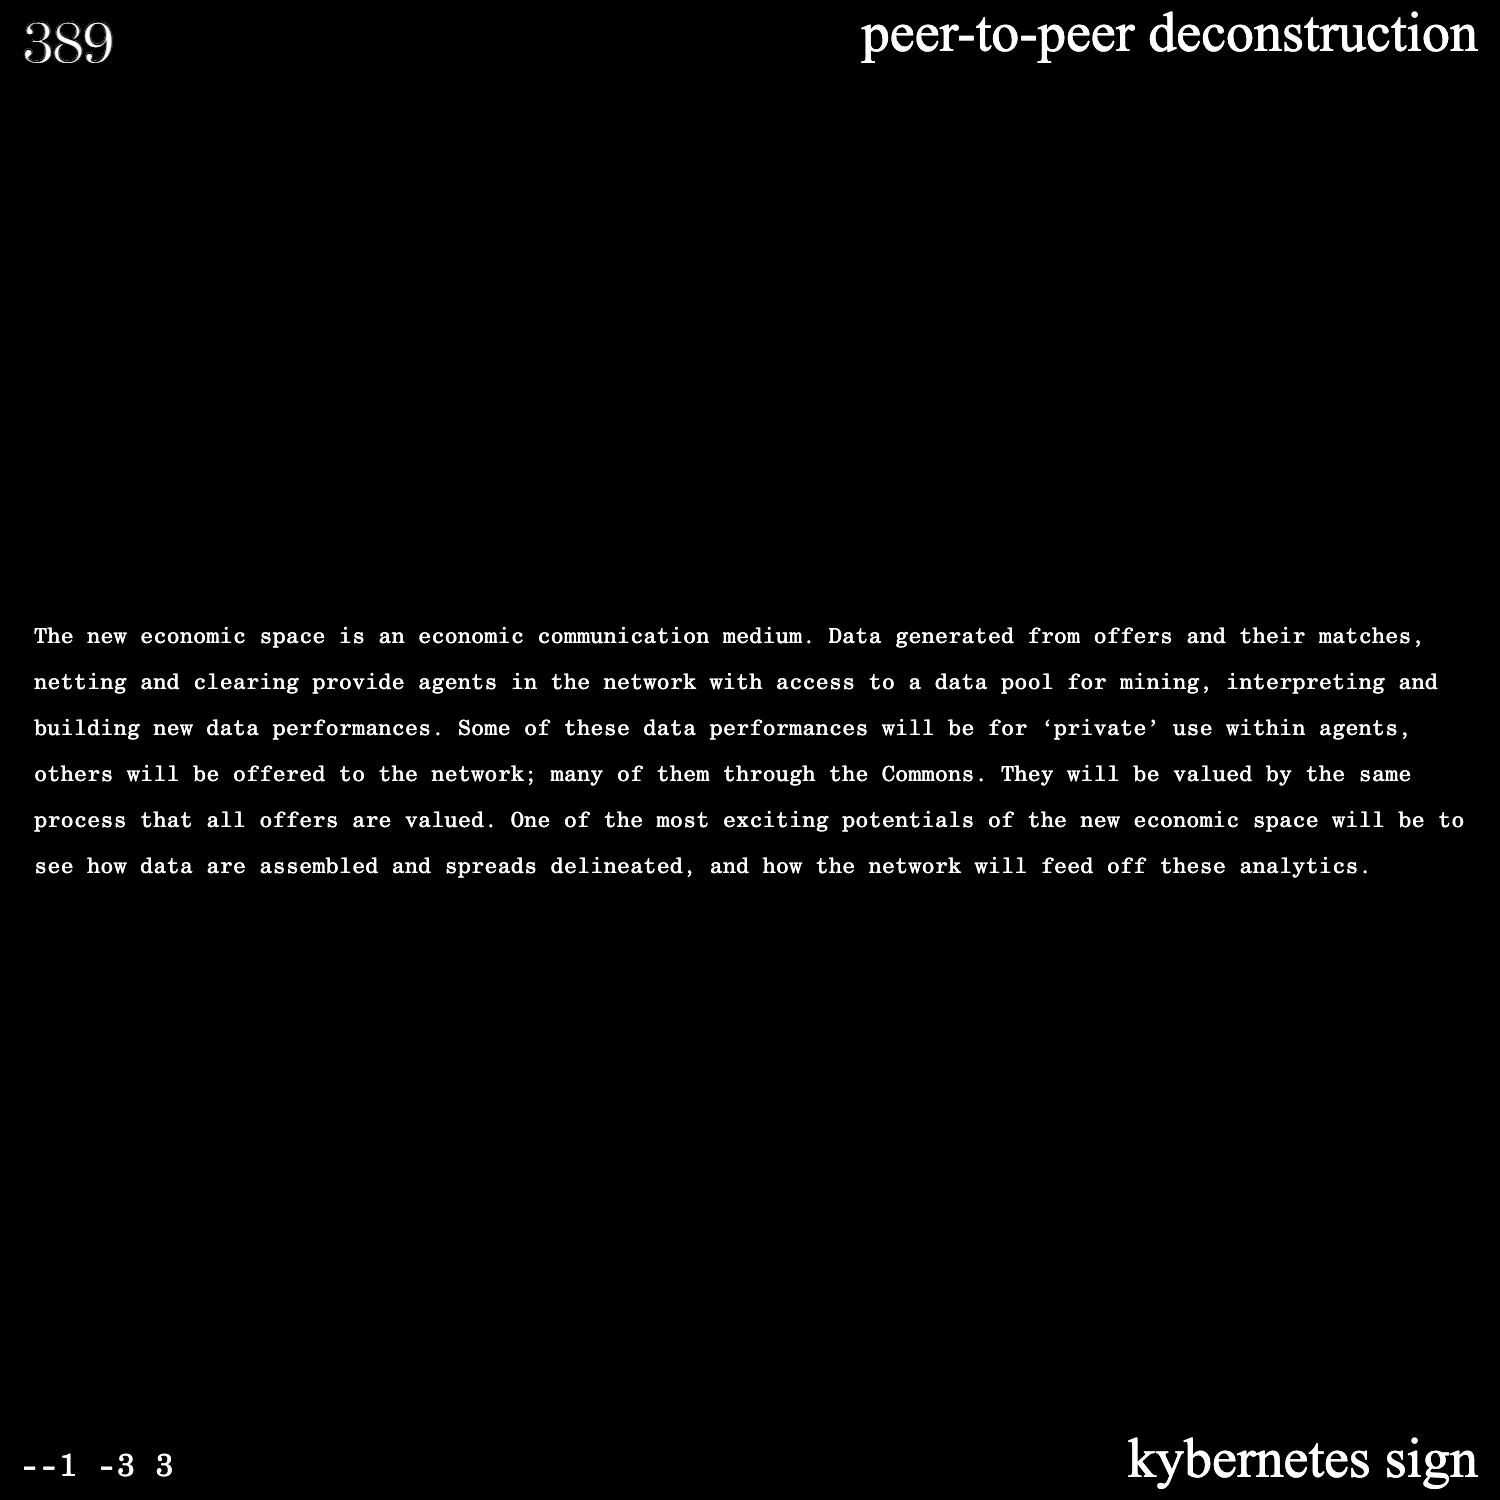 389
peer-to-peer deconstruction
The new economic space is an economic communication medium. Data generated from offers and their matches,
netting and clearing provide agents in the network with access to a data pool for mining, interpreting and
building new data performances. Some of these data performances will be for ‘private’ use within agents,
others will be offered to the network; many of them through the Commons. They will be valued by the same
process that all offers are valued. One of the most exciting potentials of the new economic space will be to
see how data are assembled and spreads delineated, and how the network will feed off these analytics.
--1 -3 3
kybernetes sign